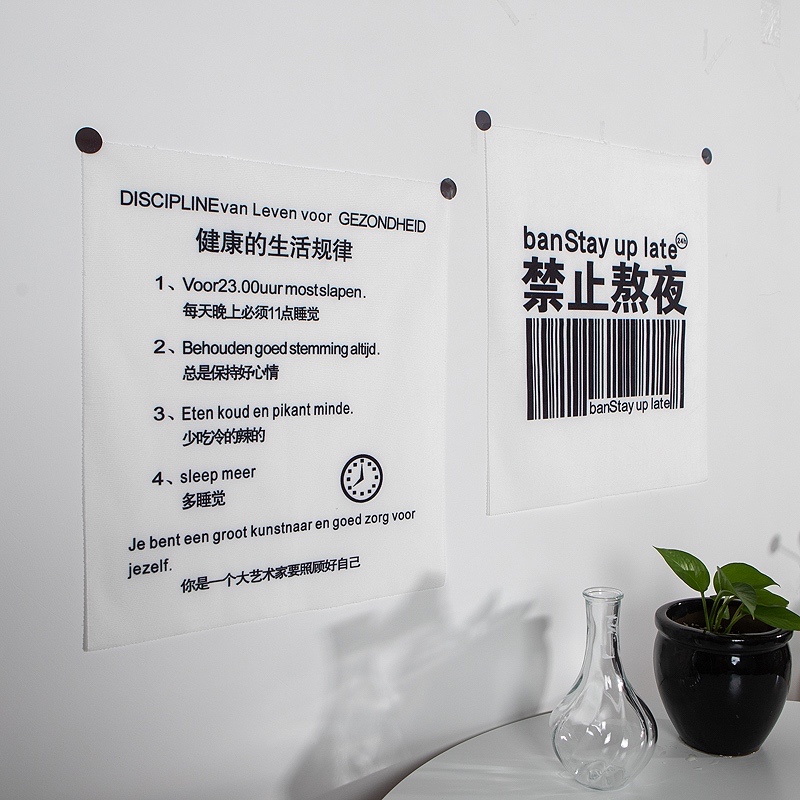 DISCIPLINEvan Leven voor GEZONDHEID
健康的生活规律
1、Voor23.00uur mostslapen.
每天晚上必须11点睡觉
2、Behouden goed stemming altijd.
总是保持好心情
3、Eten koud en pikant minde.
少吃冷的辣的
4、sleep meer
多睡觉
Je bent een groot kunstnaar en goed zorg voor
jezelf.
你是一个大艺术家要照顾好自己
banStay up late 24h
禁止熬夜
banStay up late